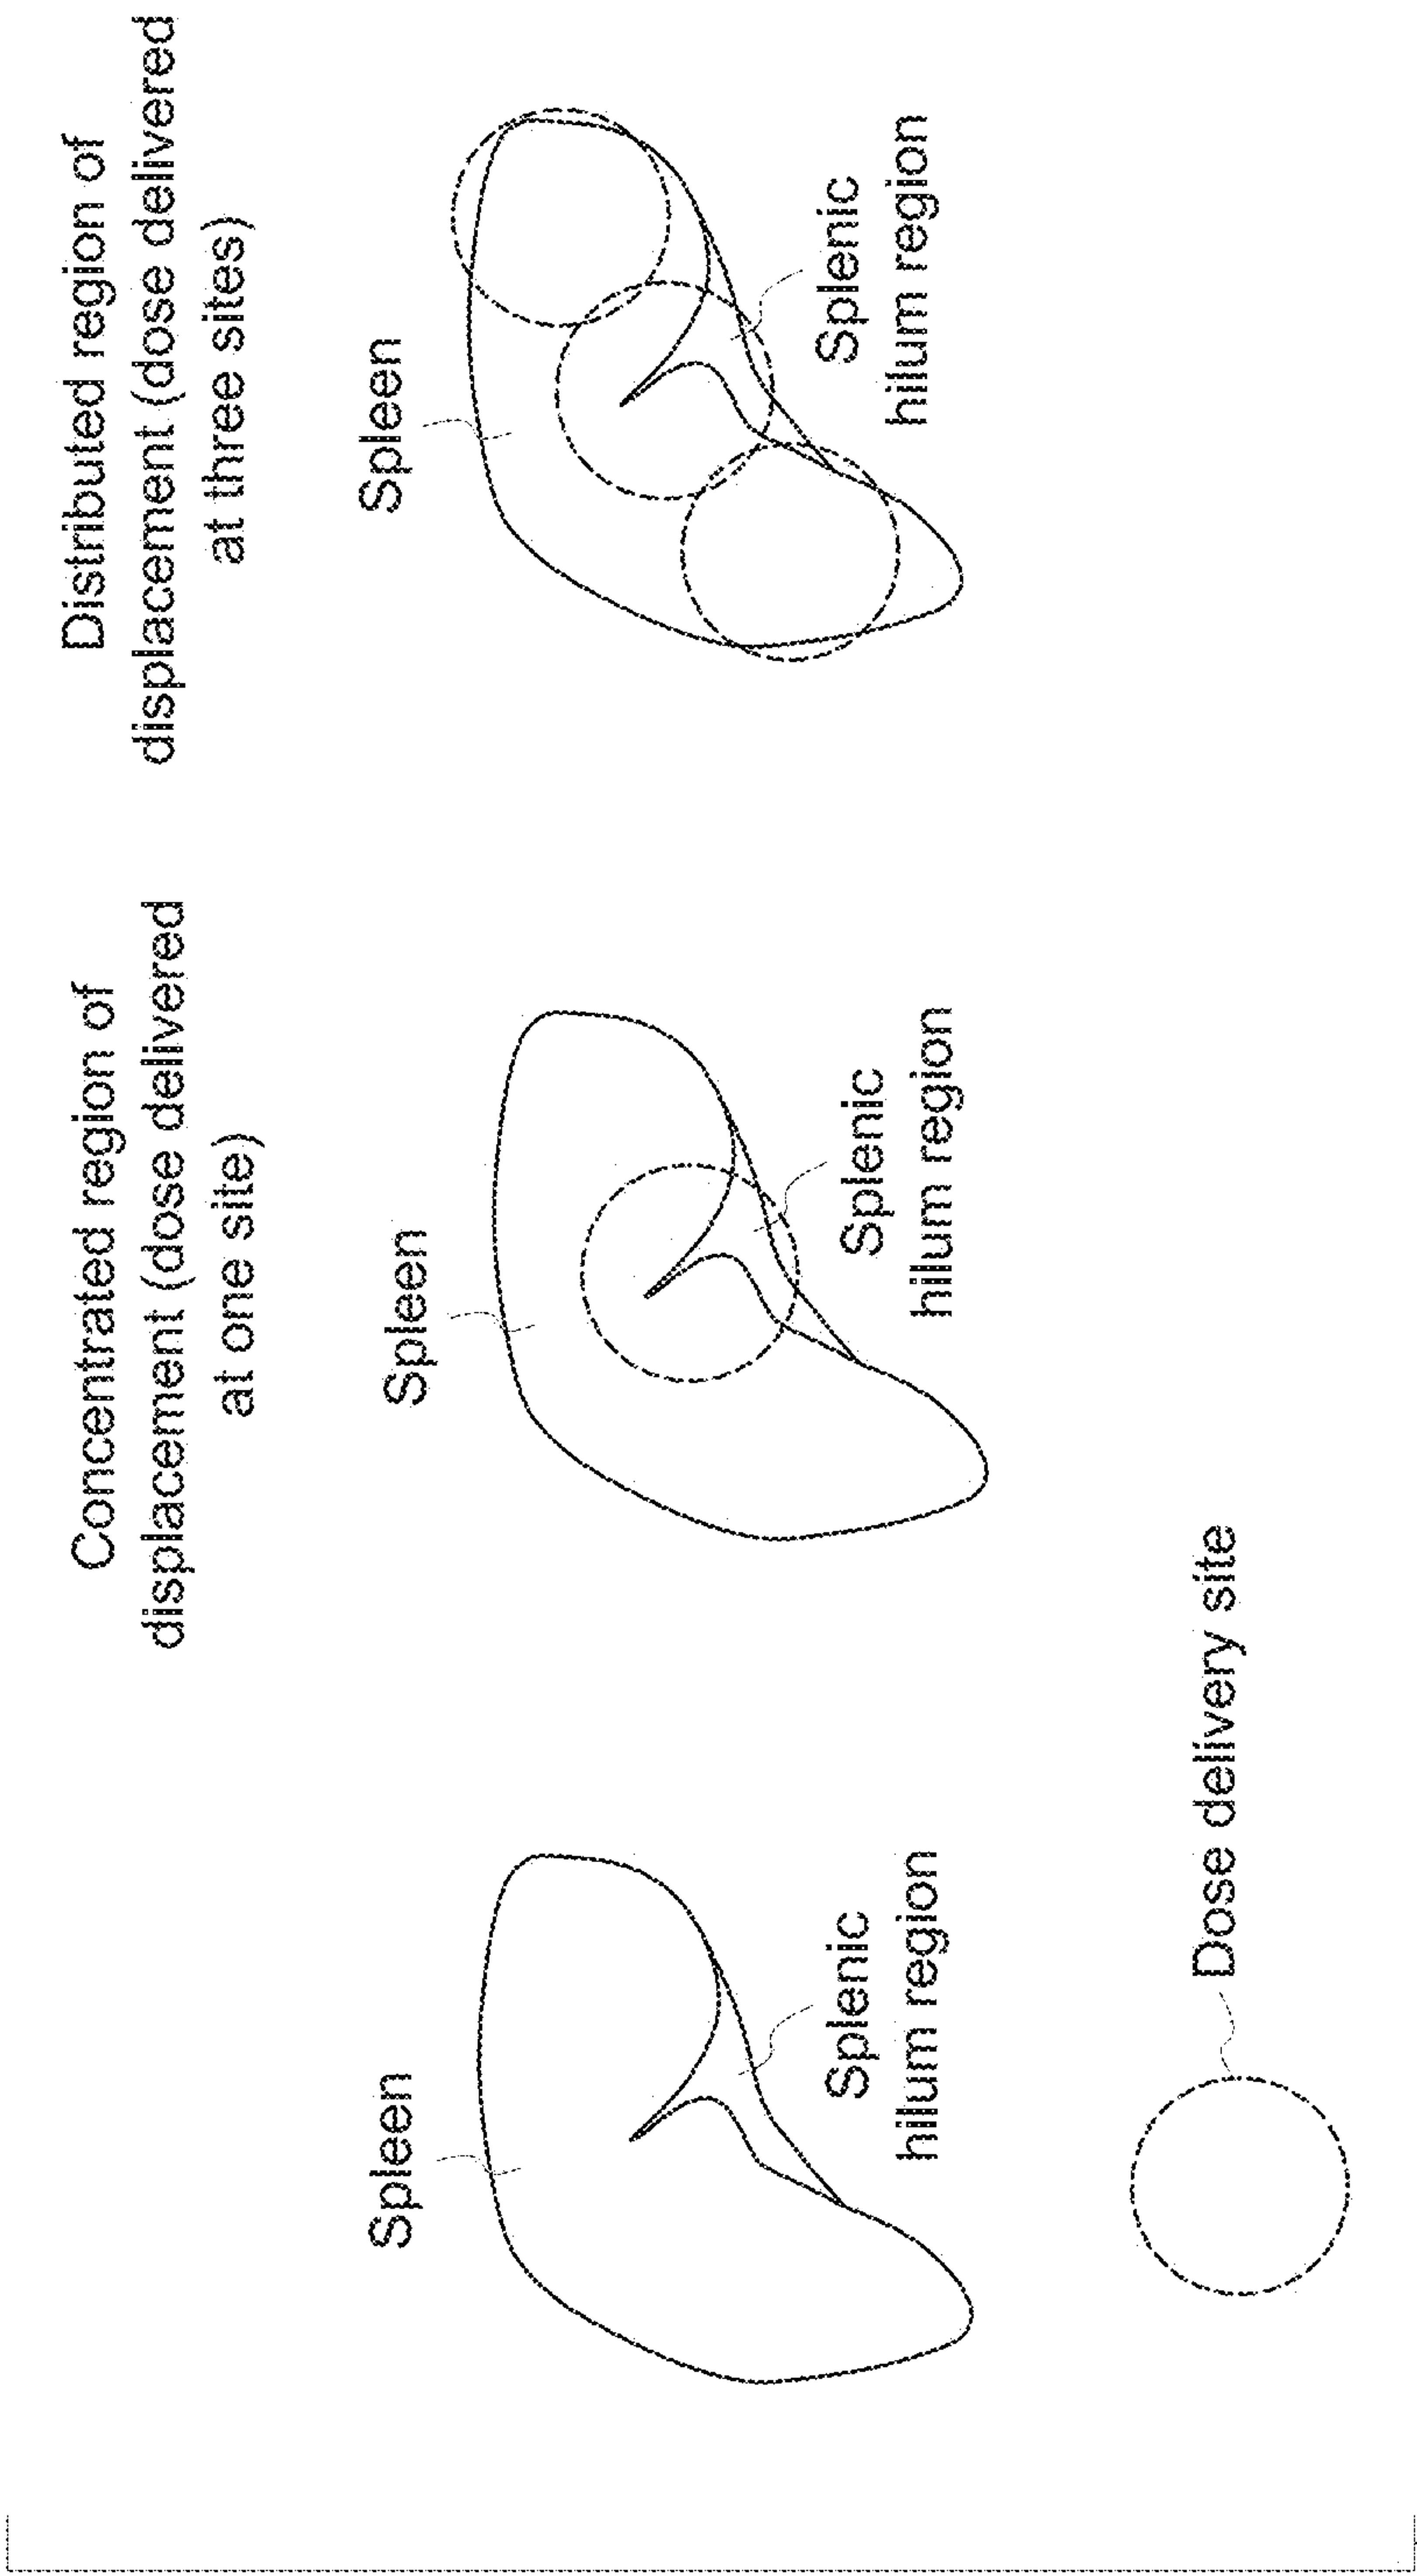 Spleen
Splenic
hilum region
Dose delivery site
Concentrated region of
displacement (dose delivered
at one site)
Spleen
Splenic
hilum region
Distributed region of
displacement (dose delivered
at three sites)
Spleen
Splenic
hilum region